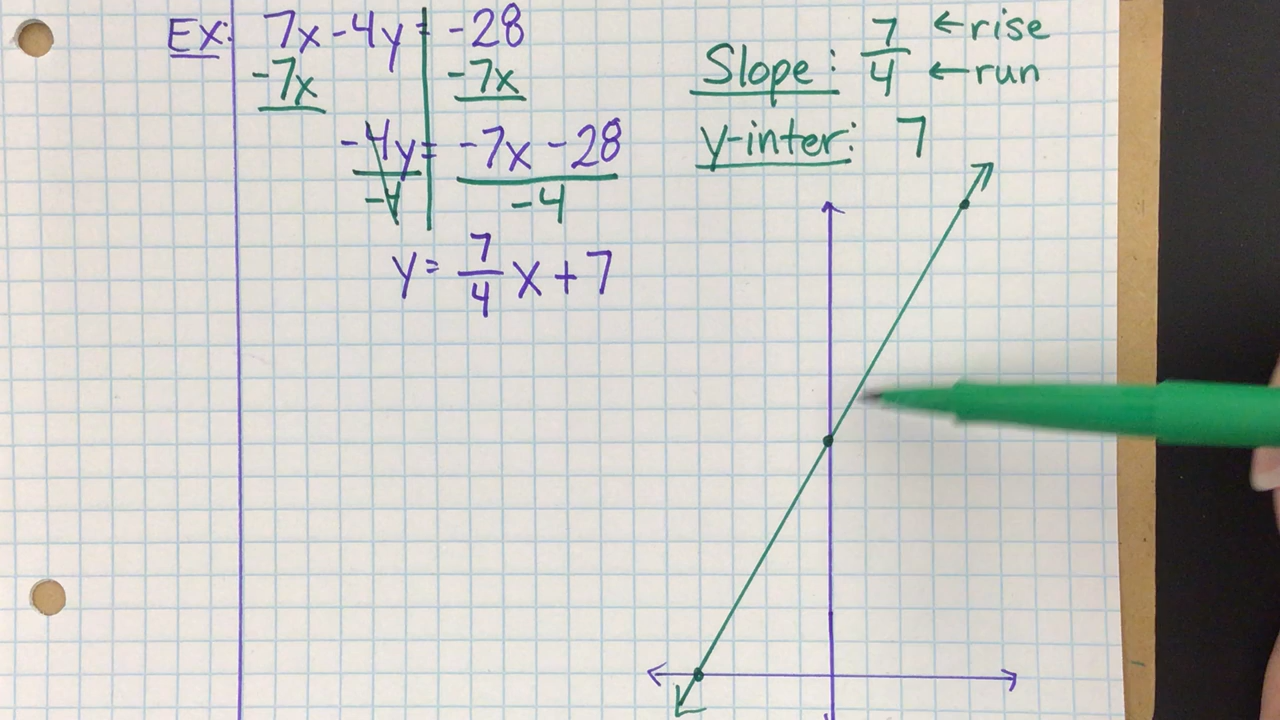 Ex: 7x - 4y = -28
-7x -7x
-4y = -7x - 28
-4 -4
y = 7/4 x + 7
Slope: 7/4 ←rise ←run
y-inter: 7